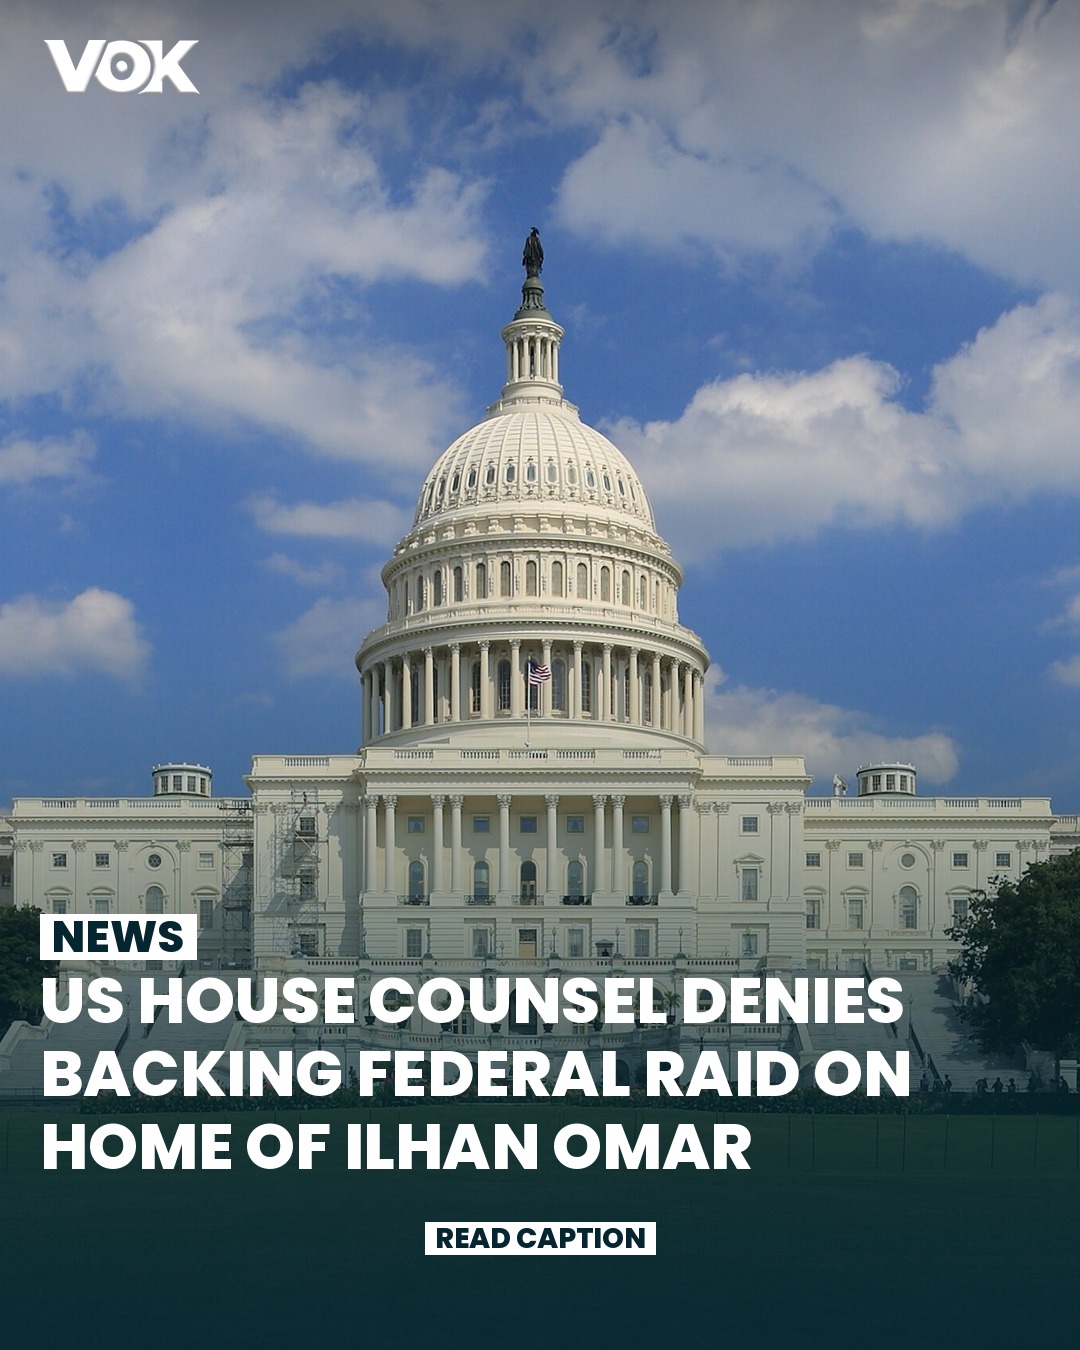 VOK
NEWS
US HOUSE COUNSEL DENIES
BACKING FEDERAL RAID ON
HOME OF ILHAN OMAR
READ CAPTION